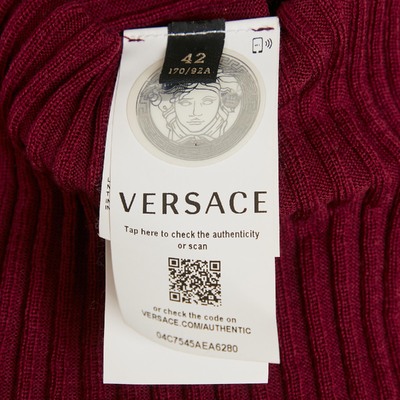 42
170/92A
VERSACE
Tap here to check the authenticity
or scan
or check the code on
VERSACE.COM/AUTHENTIC
04C7545AEA6280